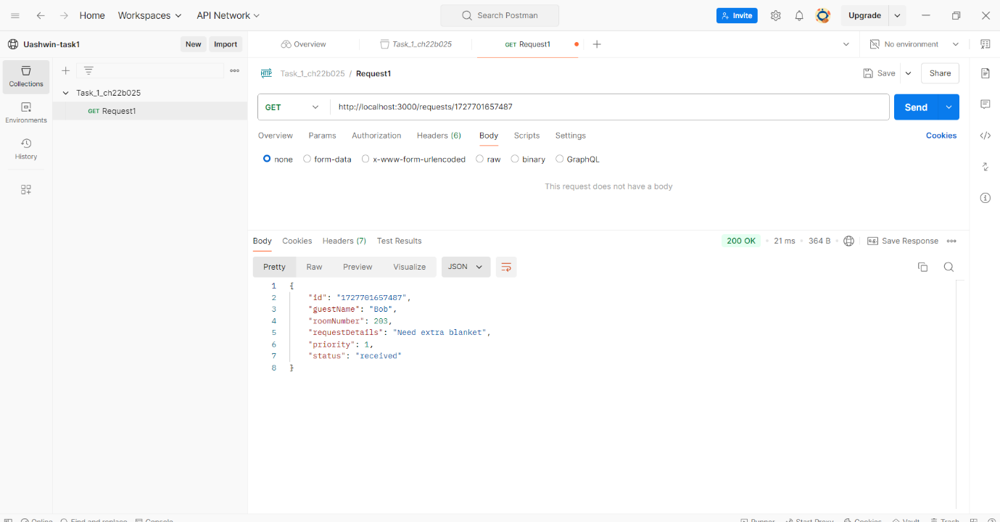 Home Workspaces API Network Search Postman Invite Upgrade
Uashwin-task1 New Import Overview Task_1_ch22b025 GET Request1 No environment
Collections
Environments
History
Task_1_ch22b025
GET Request1
HTTP Task_1_ch22b025 / Request1 Save Share
GET http://localhost:3000/requests/1727701657487 Send
Overview Params Authorization Headers (6) Body Scripts Settings Cookies
none form-data x-www-form-urlencoded raw binary GraphQL
This request does not have a body
Body Cookies Headers (7) Test Results 200 OK 21 ms 364 B e.g. Save Response
Pretty Raw Preview Visualize JSON
1 {
2 "id": "1727701657487",
3 "guestName": "Bob",
4 "roomNumber": 203,
5 "requestDetails": "Need extra blanket",
6 "priority": 1,
7 "status": "received"
8 }
Online Find and replace Console Runner Start Proxy Cookies Vault Trash